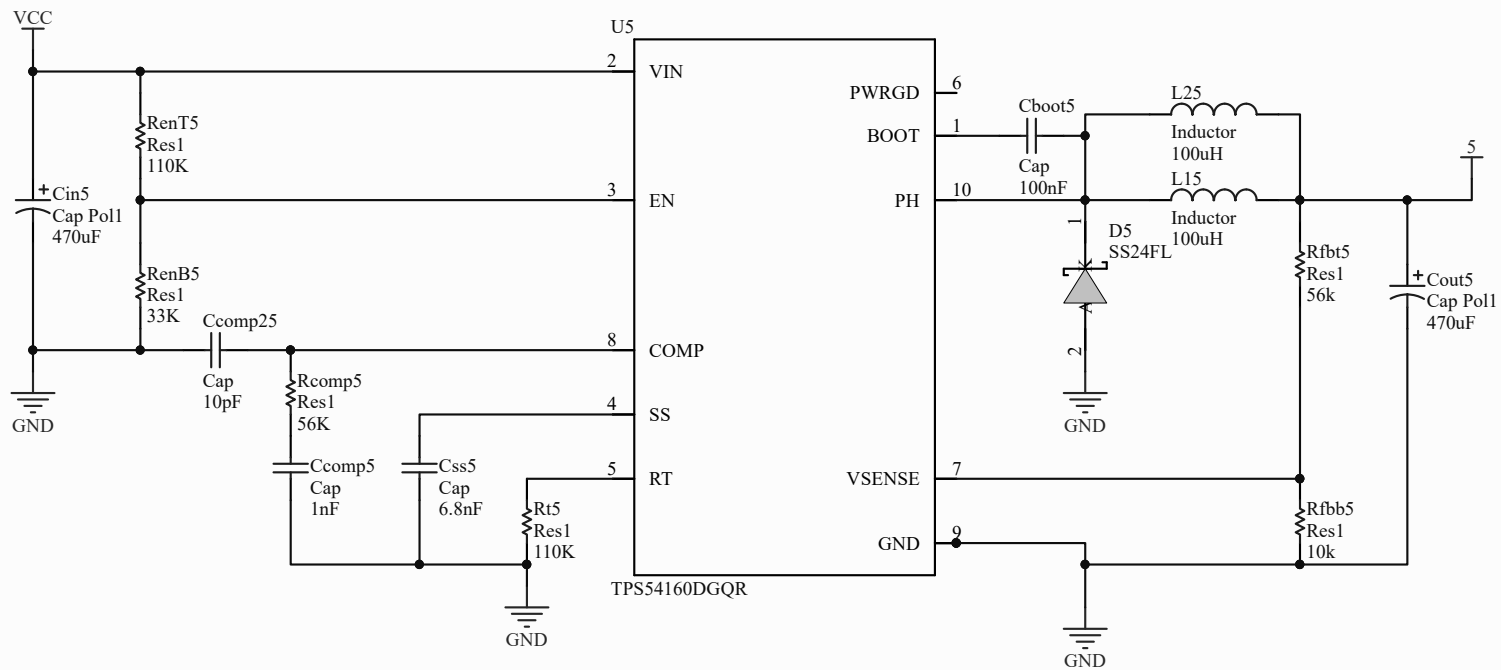 VCC
U5
2
VIN
PWRGD
6
Cboot5
Cap
100nF
1
BOOT
L25
Inductor
100uH
5
RenT5
Res1
110K
Cin5
Cap Pol1
470uF
3
EN
PH
10
L15
Inductor
100uH
1
D5
SS24FL
K
A
2
GND
Rfbt5
Res1
56k
Cout5
Cap Pol1
470uF
RenB5
Res1
33K
Ccomp25
Cap
10pF
8
COMP
GND
Rcomp5
Res1
56K
4
SS
Ccomp5
Cap
1nF
Css5
Cap
6.8nF
5
RT
VSENSE
7
Rt5
Res1
110K
Rfbb5
Res1
10k
GND
9
TPS54160DGQR
GND
GND